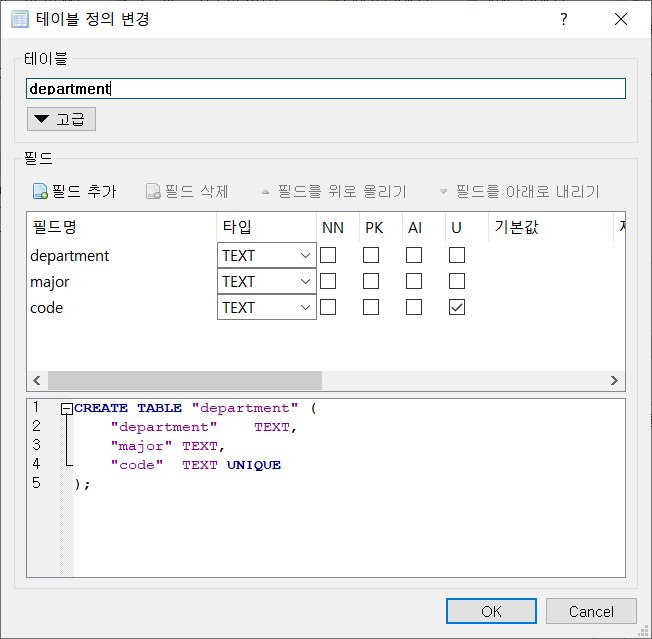 테이블 정의 변경 ?
테이블
department
고급
필드
필드 추가 필드 삭제 필드를 위로 올리기 필드를 아래로 내리기
필드명 타입 NN PK AI U 기본값
department TEXT
major TEXT
code TEXT
1 CREATE TABLE "department" (
2 "department" TEXT,
3 "major" TEXT,
4 "code" TEXT UNIQUE
5 );
OK Cancel